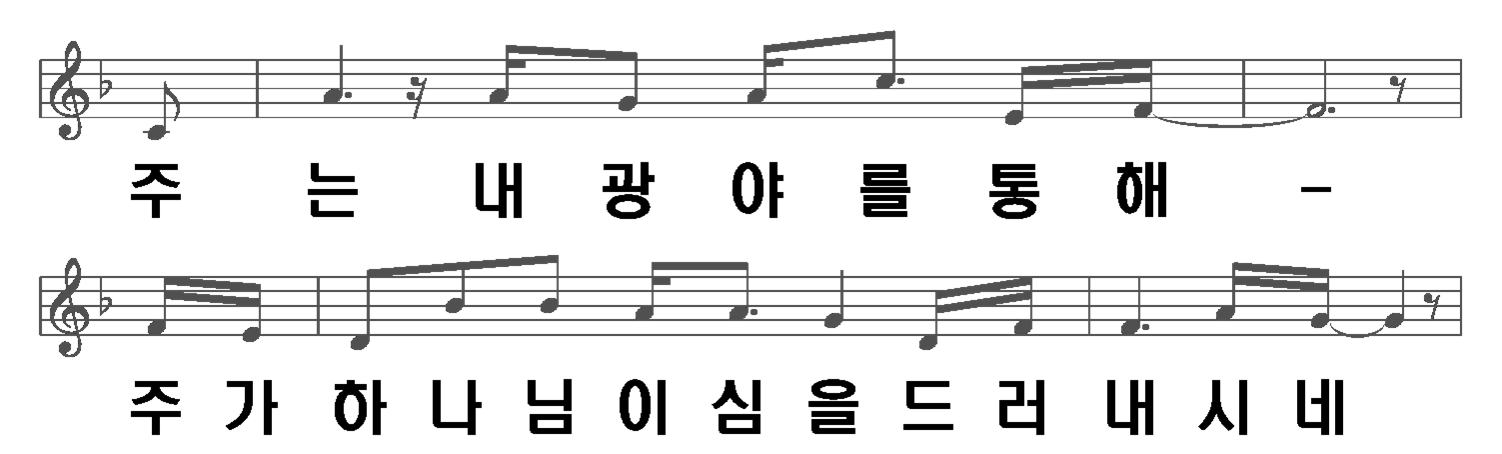 주 는 내 광 야 를 통 해 -
주 가 하 나 님 이 심 을 드 러 내 시 네